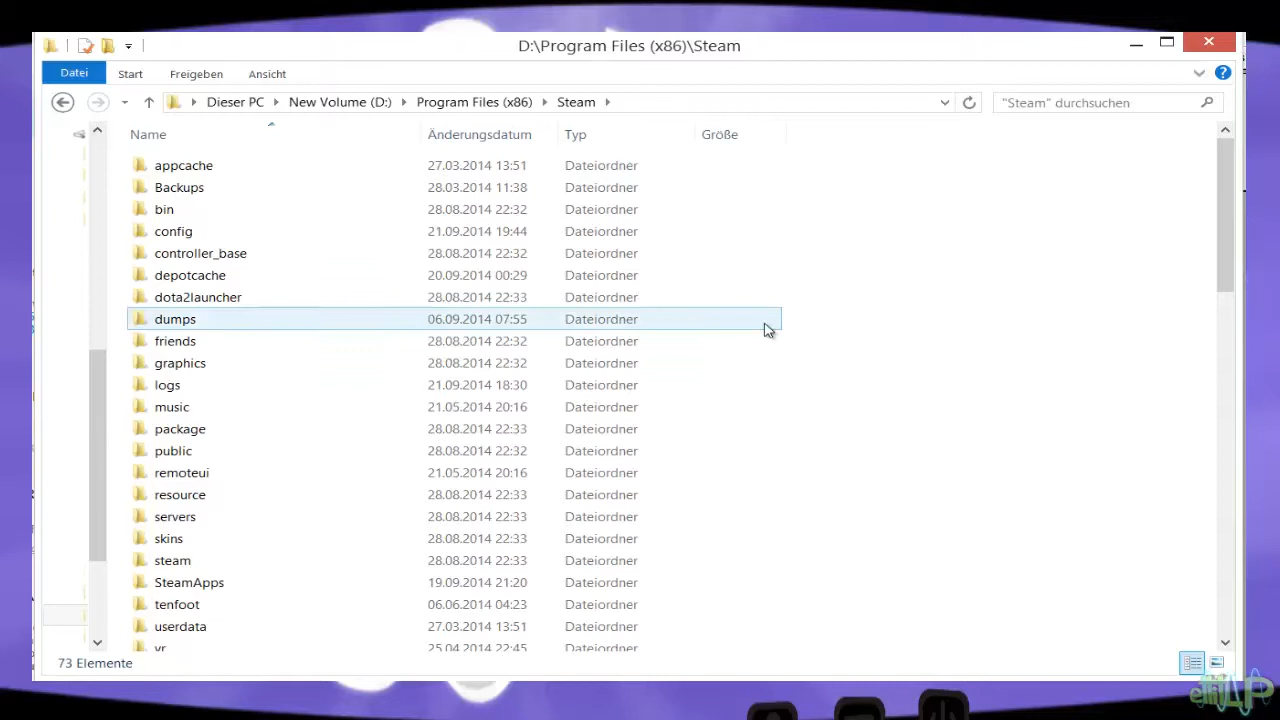 D:\Program Files (x86)\Steam
Datei Start Freigeben Ansicht
Dieser PC New Volume (D:) Program Files (x86) Steam "Steam" durchsuchen
Name Änderungsdatum Typ Größe
appcache 27.03.2014 13:51 Dateiordner
Backups 28.03.2014 11:38 Dateiordner
bin 28.08.2014 22:32 Dateiordner
config 21.09.2014 19:44 Dateiordner
controller_base 28.08.2014 22:32 Dateiordner
depotcache 20.09.2014 00:29 Dateiordner
dota2launcher 28.08.2014 22:33 Dateiordner
dumps 06.09.2014 07:55 Dateiordner
friends 28.08.2014 22:32 Dateiordner
graphics 28.08.2014 22:32 Dateiordner
logs 21.09.2014 18:30 Dateiordner
music 21.05.2014 20:16 Dateiordner
package 28.08.2014 22:33 Dateiordner
public 28.08.2014 22:32 Dateiordner
remoteui 21.05.2014 20:16 Dateiordner
resource 28.08.2014 22:33 Dateiordner
servers 28.08.2014 22:33 Dateiordner
skins 28.08.2014 22:33 Dateiordner
steam 28.08.2014 22:33 Dateiordner
SteamApps 19.09.2014 21:20 Dateiordner
tenfoot 06.06.2014 04:23 Dateiordner
userdata 27.03.2014 13:51 Dateiordner
vr 25.04.2014 22:45 Dateiordner
73 Elemente